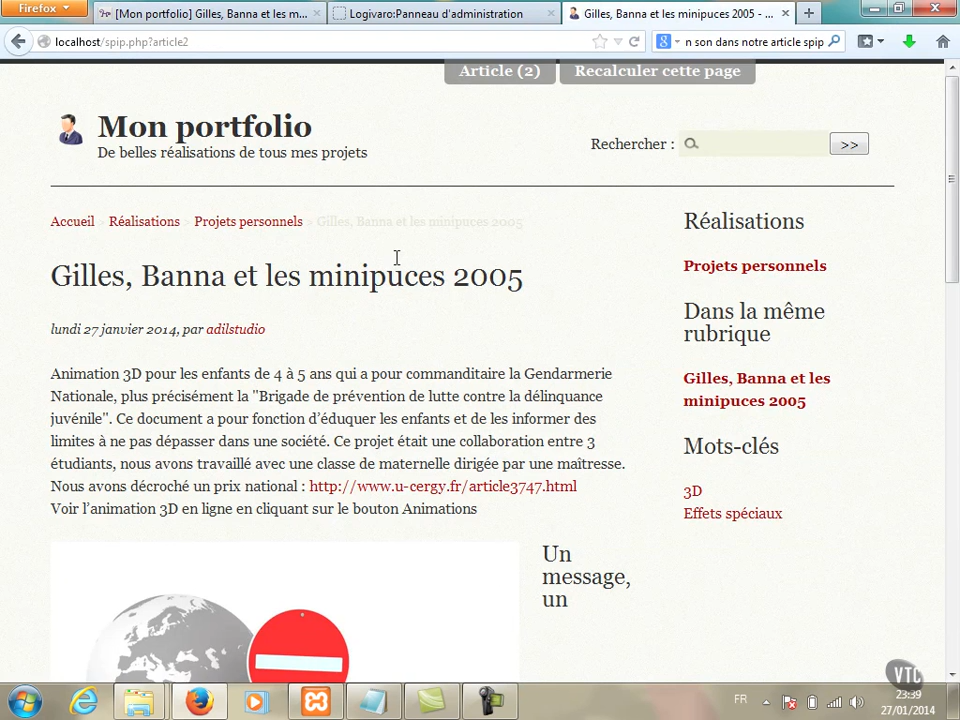 Firefox
[Mon portfolio] Gilles, Banna et les m...
Logivaro:Panneau d'administration
Gilles, Banna et les minipuces 2005 - ...
localhost/spip.php?article2
n son dans notre article spip
Article (2)
Recalculer cette page
Mon portfolio
De belles réalisations de tous mes projets
Rechercher :
>>
Accueil > Réalisations > Projets personnels > Gilles, Banna et les minipuces 2005
Gilles, Banna et les minipuces 2005
lundi 27 janvier 2014, par adilstudio
Animation 3D pour les enfants de 4 à 5 ans qui a pour commanditaire la Gendarmerie
Nationale, plus précisément la "Brigade de prévention de lutte contre la délinquance
juvénile". Ce document a pour fonction d'éduquer les enfants et de les informer des
limites à ne pas dépasser dans une société. Ce projet était une collaboration entre 3
étudiants, nous avons travaillé avec une classe de maternelle dirigée par une maîtresse.
Nous avons décroché un prix national : http://www.u-cergy.fr/article3747.html
Voir l'animation 3D en ligne en cliquant sur le bouton Animations
Un
message,
un
Réalisations
Projets personnels
Dans la même
rubrique
Gilles, Banna et les
minipuces 2005
Mots-clés
3D
Effets spéciaux
VTC
FR
23:39
27/01/2014